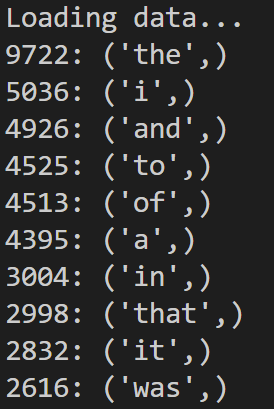 Loading data...
9722: ('the',)
5036: ('i',)
4926: ('and',)
4525: ('to',)
4513: ('of',)
4395: ('a',)
3004: ('in',)
2998: ('that',)
2832: ('it',)
2616: ('was',)